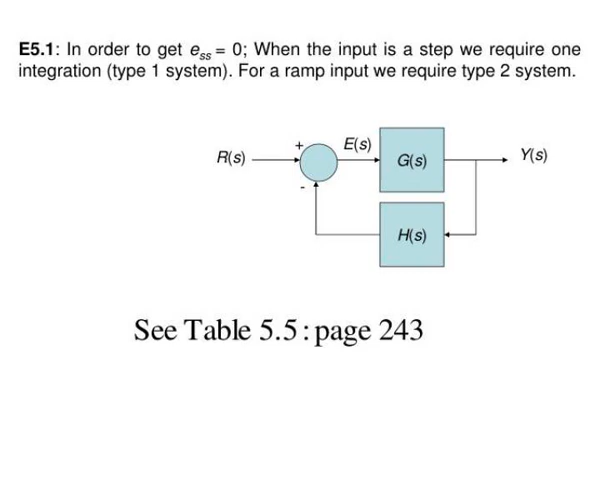 E5.1: In order to get ess = 0; When the input is a step we require one
integration (type 1 system). For a ramp input we require type 2 system.
R(s)
+
E(s)
G(s)
Y(s)
-
H(s)
See Table 5.5: page 243